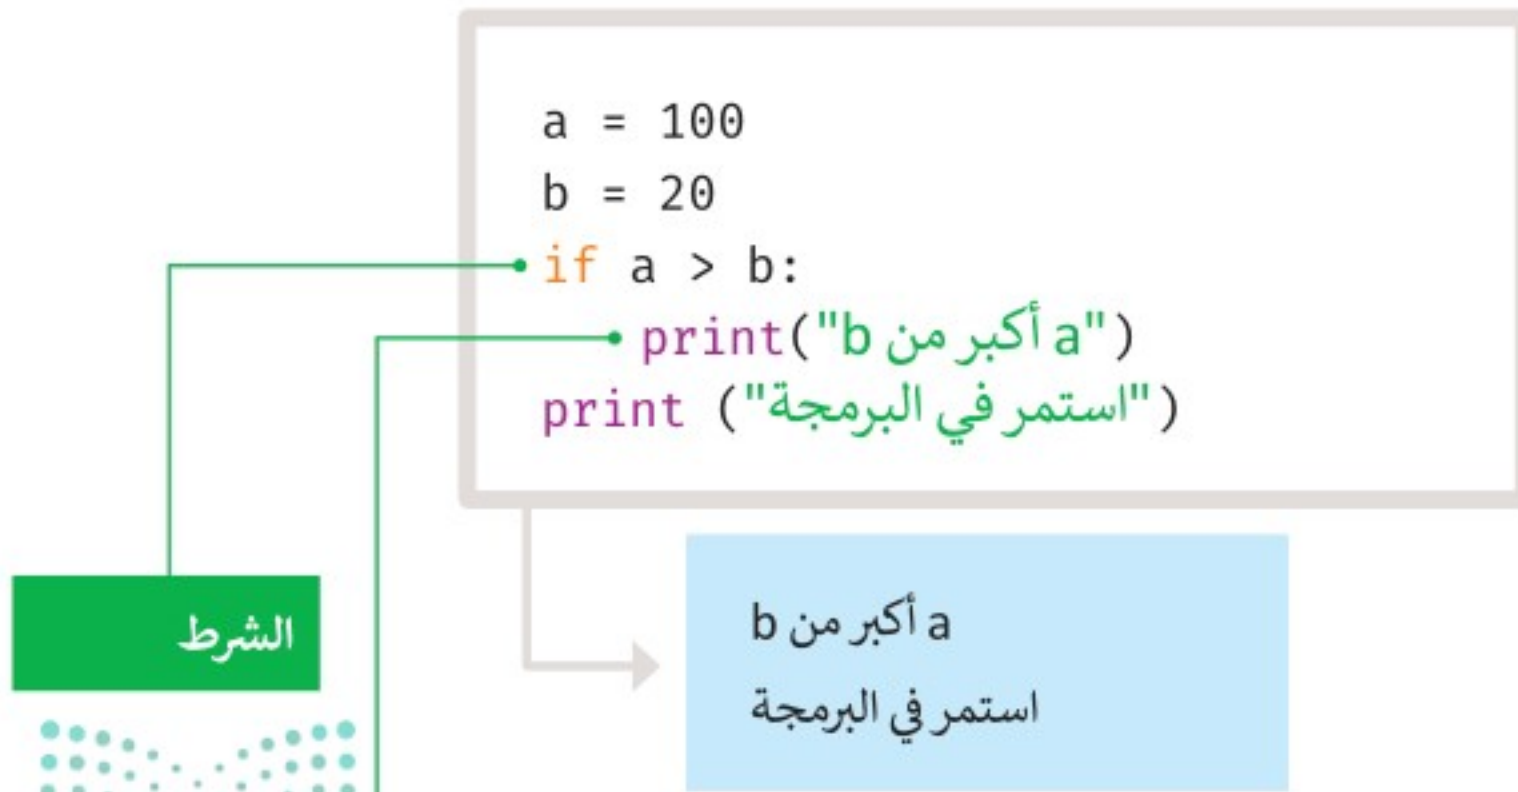 a = 100
b = 20
if a > b:
    print("a أكبر من b")
print ("استمر في البرمجة")
الشرط
a أكبر من b
استمر في البرمجة